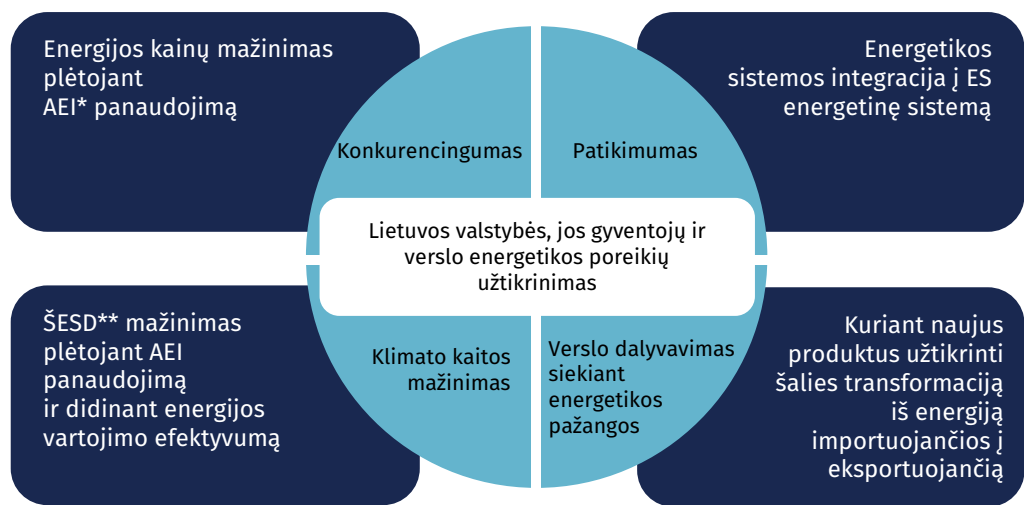 Energijos kainų mažinimas
plėtojant
AEI* panaudojimą
Energetikos
sistemos integracija į ES
energetinę sistemą
Konkurencingumas
Patikimumas
Lietuvos valstybės, jos gyventojų ir
verslo energetikos poreikių
užtikrinimas
ŠESD** mažinimas
plėtojant AEI
panaudojimą
ir didinant energijos
vartojimo efektyvumą
Klimato kaitos
mažinimas
Verslo dalyvavimas
siekiant
energetikos
pažangos
Kuriant naujus
produktus užtikrinti
šalies transformaciją
iš energiją
importuojančios į
eksportuojančią